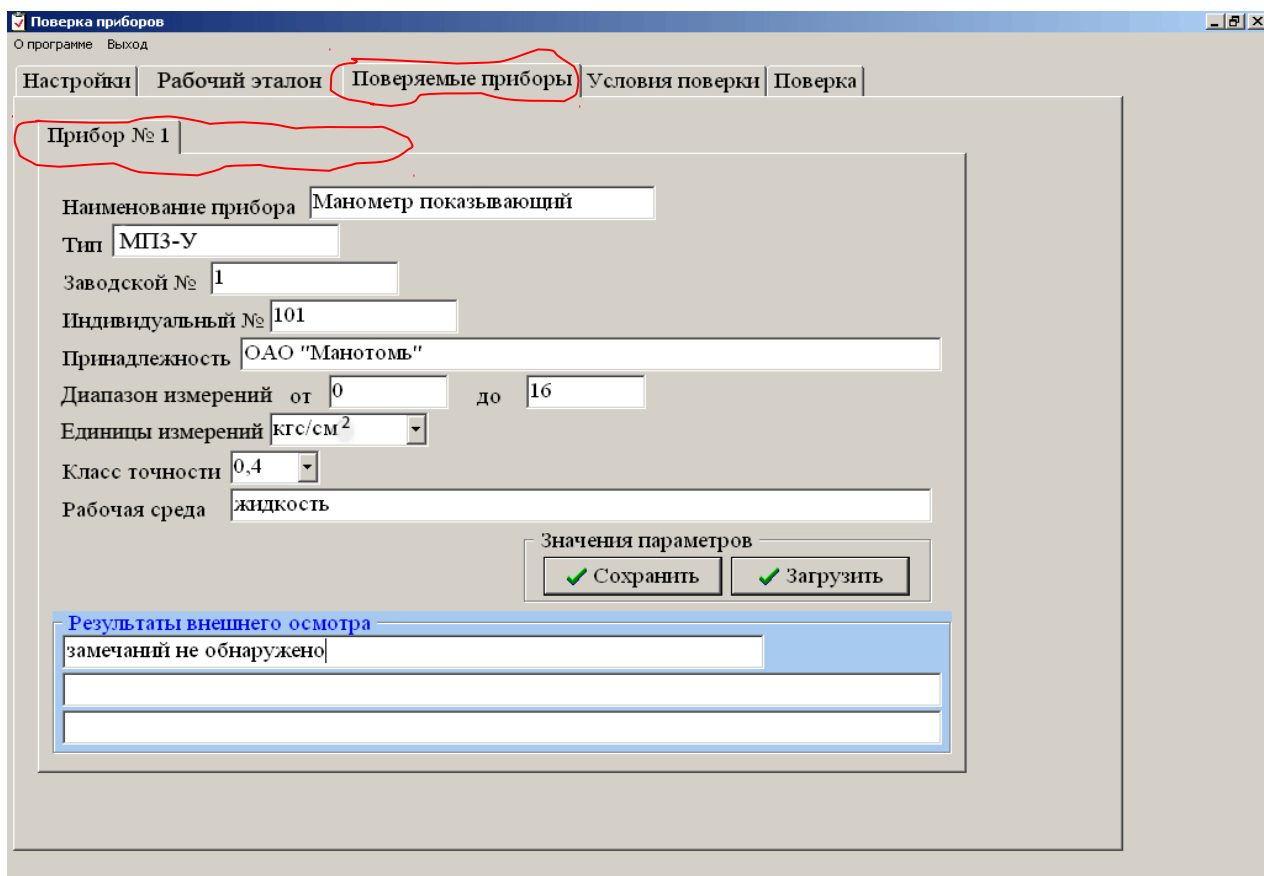 Поверка приборов
О программе Выход
Настройки Рабочий эталон Поверяемые приборы Условия поверки Поверка
Прибор № 1
Наименование прибора Манометр показывающий
Тип МПЗ-У
Заводской № 1
Индивидуальный № 101
Принадлежность ОАО "Манотомь"
Диапазон измерений от 0 до 16
Единицы измерений кгс/см²
Класс точности 0,4
Рабочая среда жидкость
Значения параметров
Сохранить Загрузить
Результаты внешнего осмотра
замечаний не обнаружено